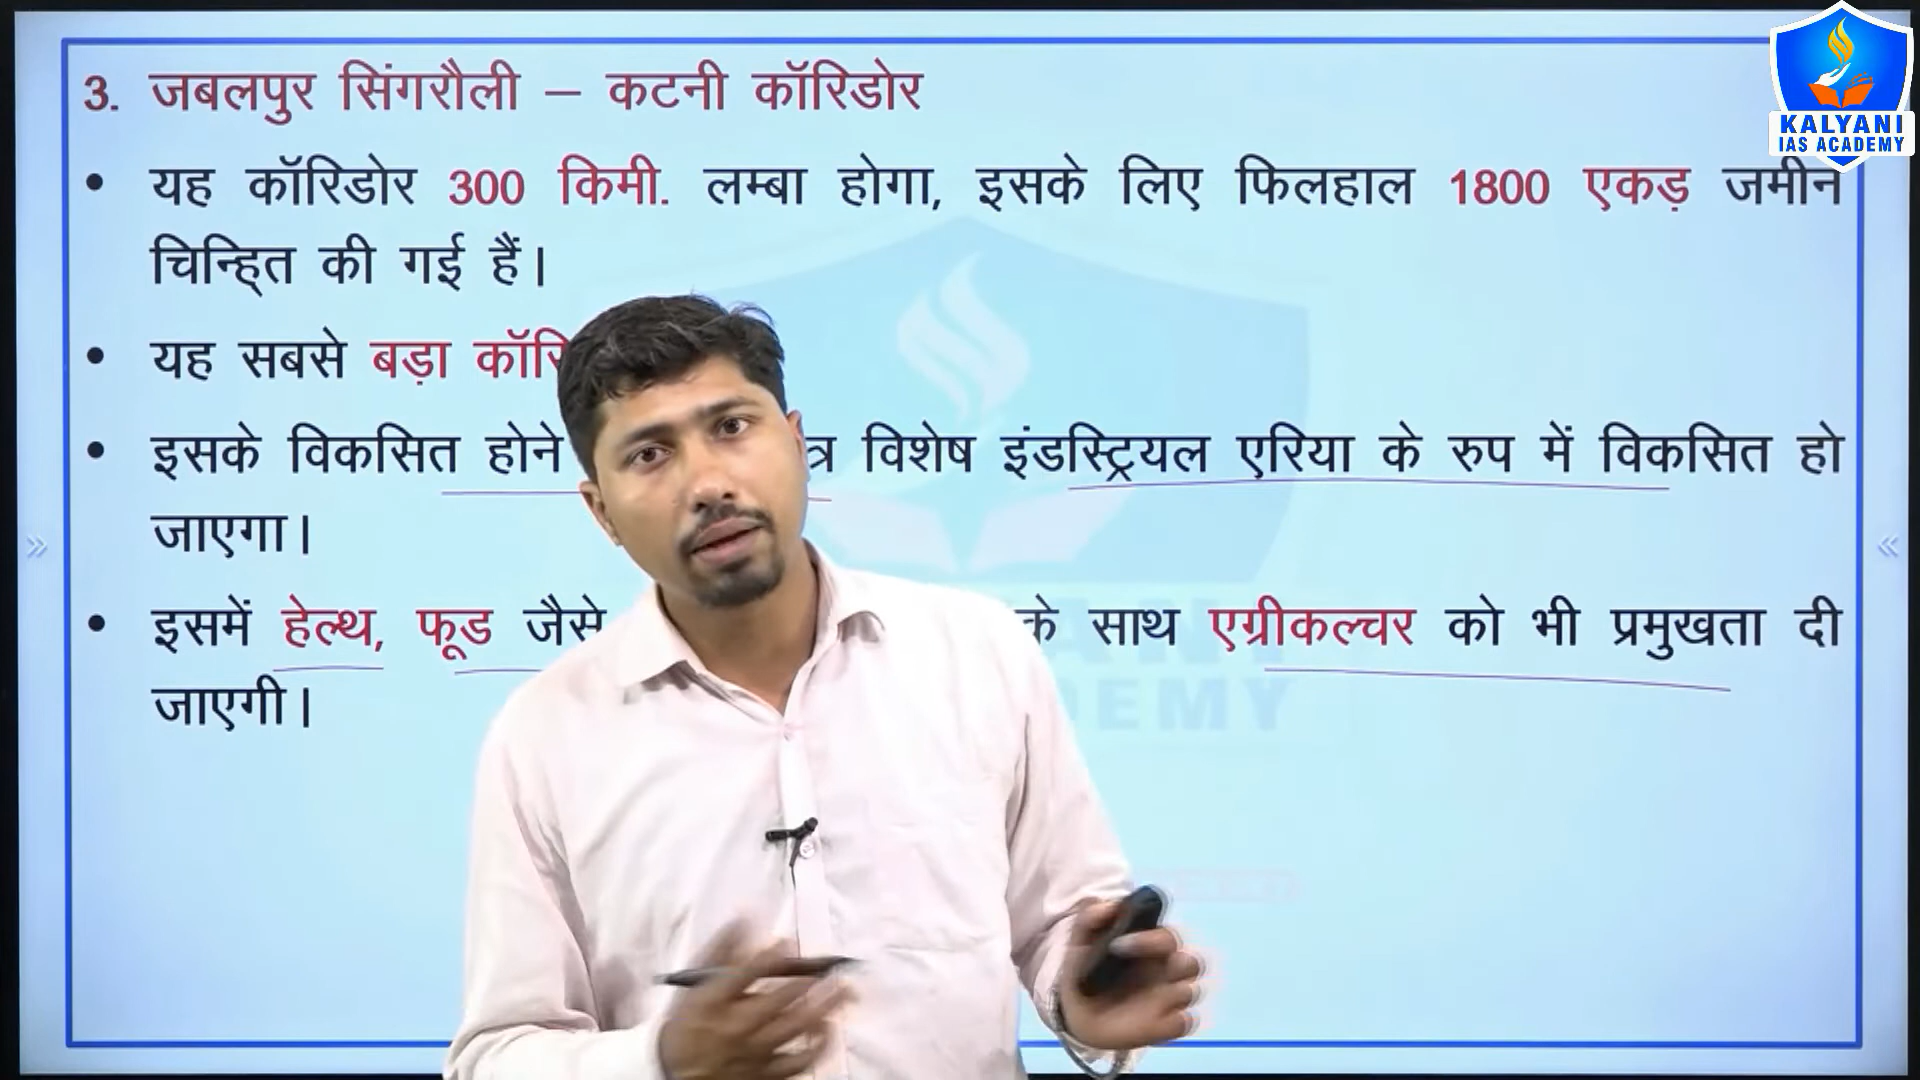 3. जबलपुर सिंगरौली – कटनी कॉरिडोर
• यह कॉरिडोर 300 किमी. लम्बा होगा, इसके लिए फिलहाल 1800 एकड़ जमीन
चिन्हित की गई हैं।
• यह सबसे बड़ा
• इसके विकसित होने विशेष इंडस्ट्रियल एरिया के रुप में विकसित हो
जाएगा।
• इसमें हेल्थ, फूड जैसे के साथ एग्रीकल्चर को भी प्रमुखता दी
जाएगी।
KALYANI
IAS ACADEMY